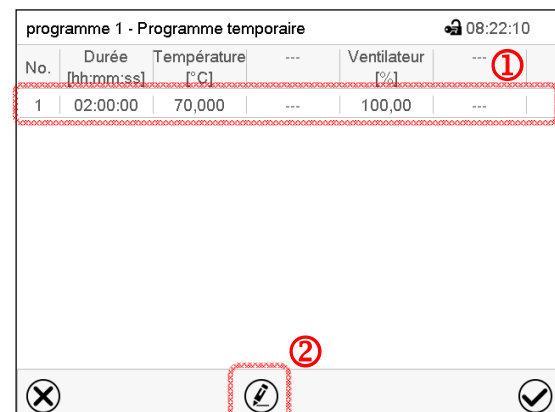 programme 1 - Programme temporaire 08:22:10
No. Durée [hh:mm:ss] Température [°C] --- Ventilateur [%] ---
①
1 02:00:00 70,000 --- 100,00 ---
②